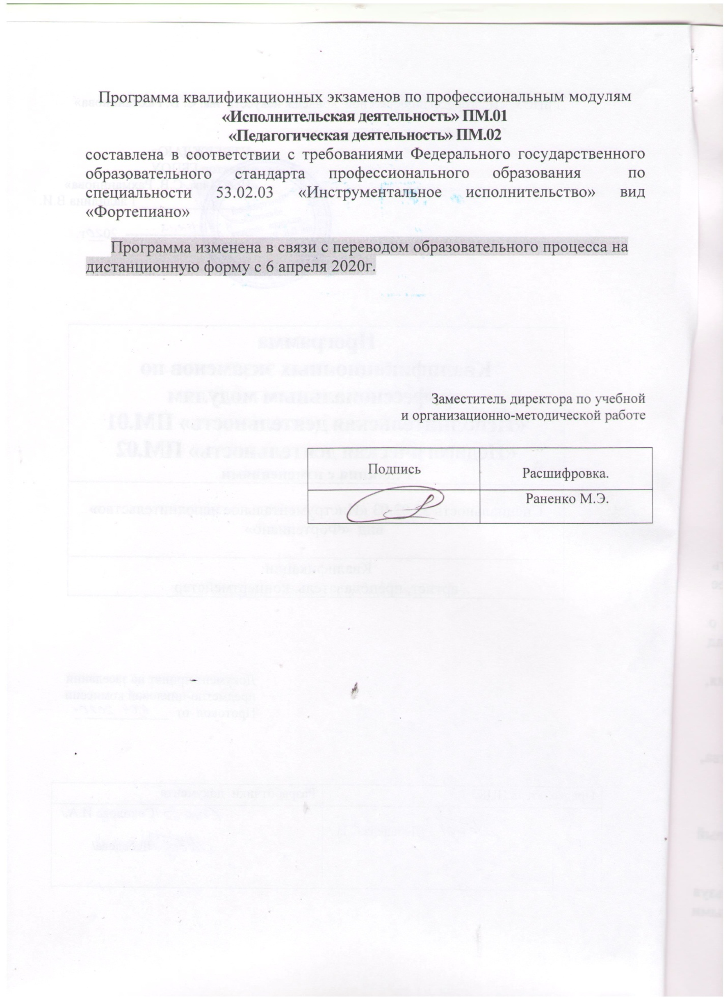 Программа квалификационных экзаменов по профессиональным модулям
«Исполнительская деятельность» ПМ.01
«Педагогическая деятельность» ПМ.02
составлена в соответствии с требованиями Федерального государственного
образовательного стандарта профессионального образования по
специальности 53.02.03 «Инструментальное исполнительство» вид
«Фортепиано»
Программа изменена в связи с переводом образовательного процесса на
дистанционную форму с 6 апреля 2020г.
Заместитель директора по учебной
и организационно-методической работе
Подпись Расшифровка.
Раненко М.Э.